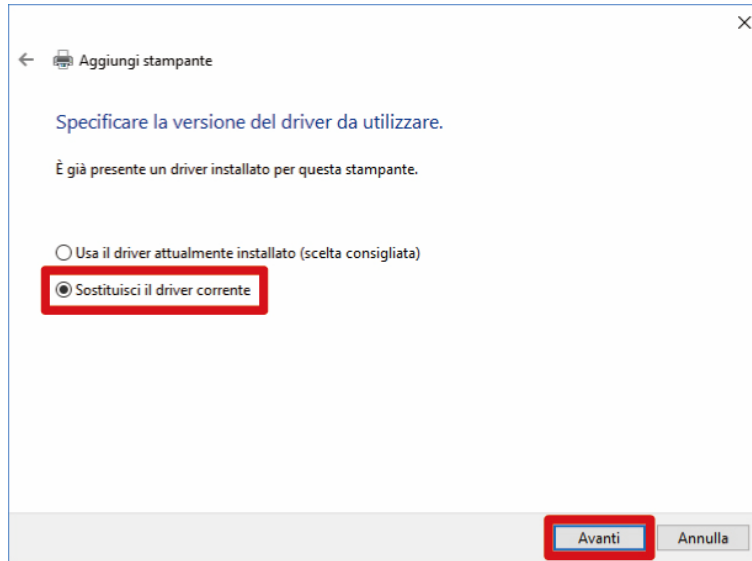 Aggiungi stampante
Specificare la versione del driver da utilizzare.
È già presente un driver installato per questa stampante.
Usa il driver attualmente installato (scelta consigliata)
Sostituisci il driver corrente
Avanti
Annulla